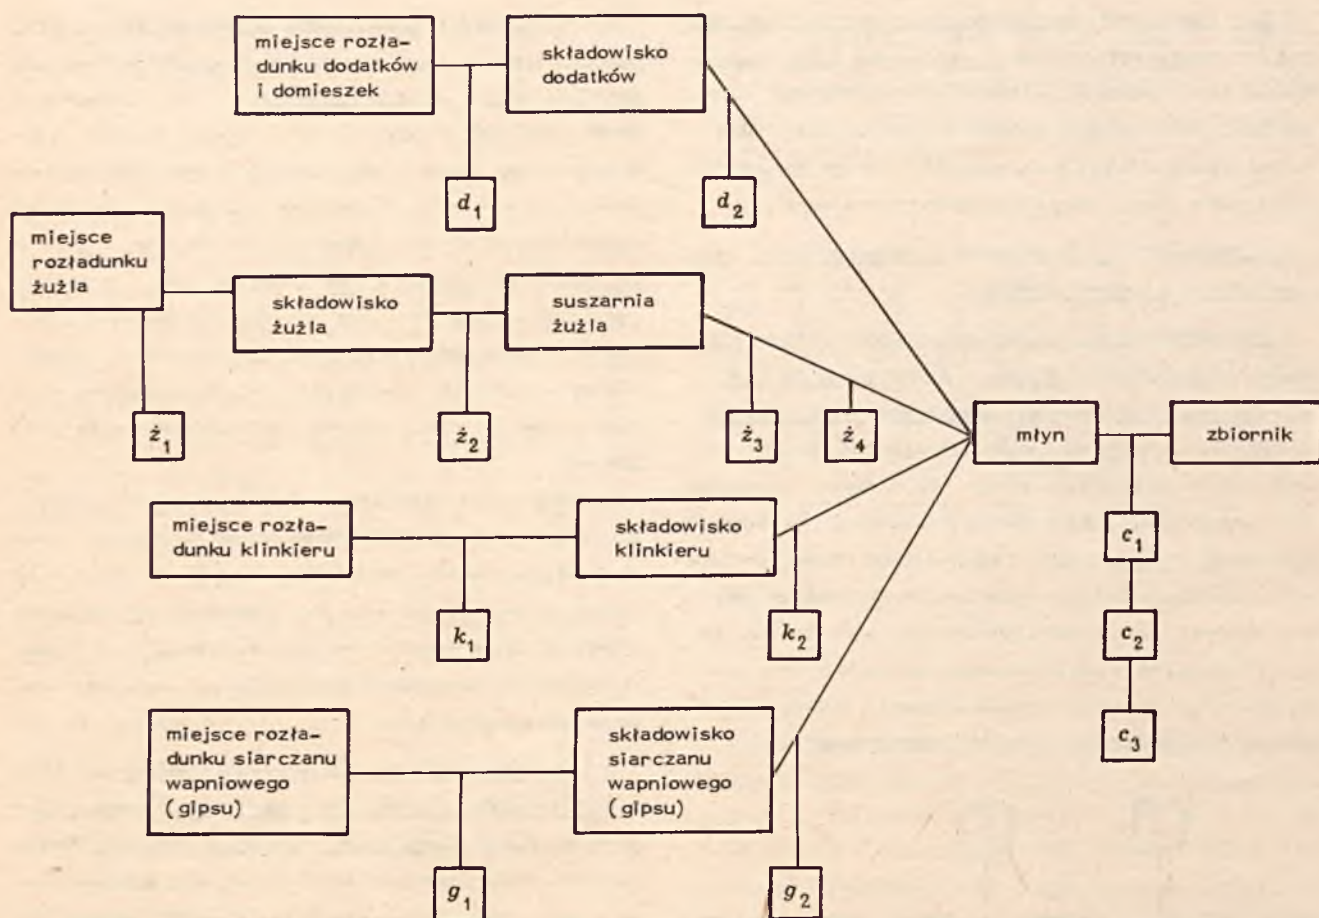 miejsce rozła-
dunku dodatków
i domieszek
składowisko
dodatków
d₁
d₂
miejsce
rozładunku
żużla
składowisko
żużla
suszarnia
żużla
ż₁
ż₂
ż₃
ż₄
młyn
zbiornik
miejsce rozła-
dunku klinkieru
składowisko
klinkieru
c₁
k₁
k₂
c₂
c₃
miejsce rozła-
dunku siarczanu
wapniowego
(gipsu)
składowisko
siarczanu
wapniowego
(gipsu)
g₁
g₂